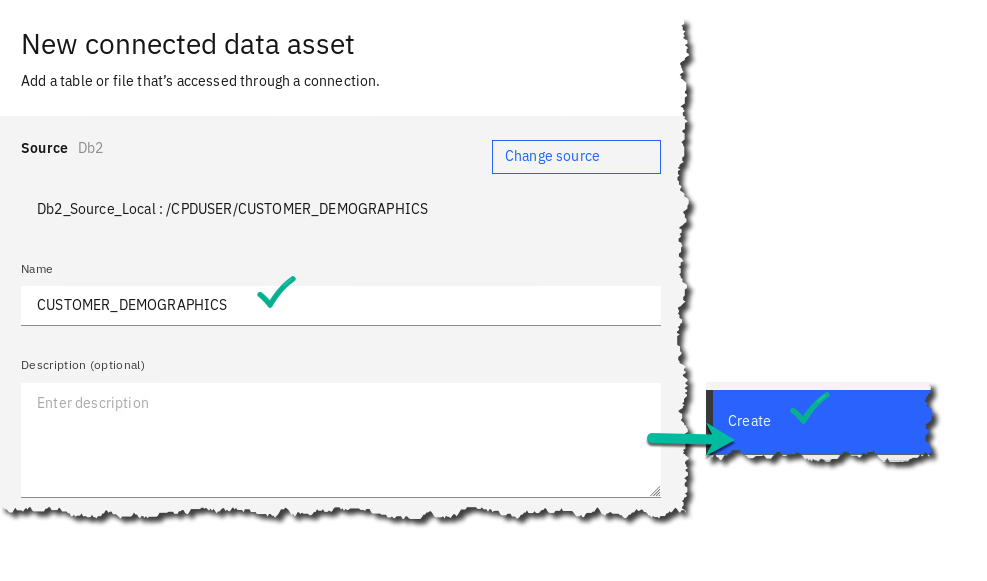 New connected data asset
Add a table or file that's accessed through a connection.
Source Db2
Change source
Db2_Source_Local : /CPDUSER/CUSTOMER_DEMOGRAPHICS
Name
CUSTOMER_DEMOGRAPHICS
Description (optional)
Enter description
Create